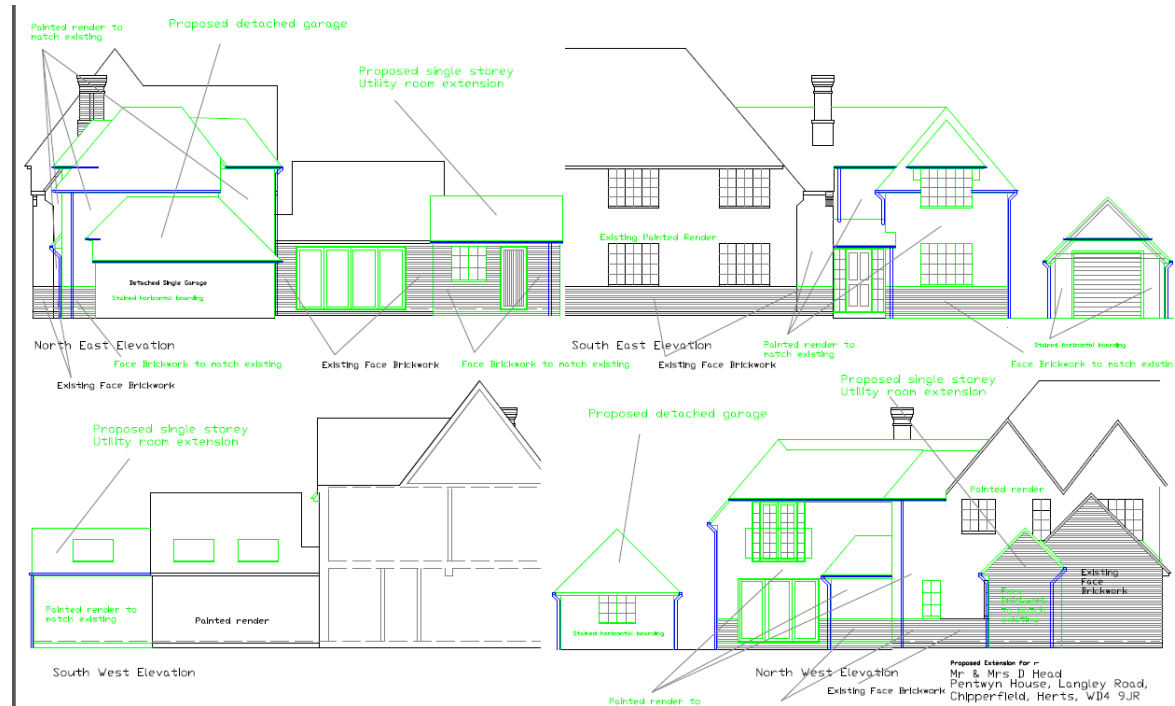 Painted render to
match existing
Proposed detached garage
Proposed single storey
Utility room extension
Detached Single Garage
Stained horizontal boarding
North East Elevation
Face Brickwork to match existing
Existing Face Brickwork
Existing Face Brickwork
Face Brickwork to match existing
Existing Painted Render
South East Elevation
Existing Face Brickwork
Painted render to
match existing
Stained horizontal boarding
Face Brickwork to match existin
Proposed single storey
Utility room extension
Painted render to
match existing
Painted render
South West Elevation
Proposed detached garage
Proposed single storey
Utility room extension
Painted render
Existing
Face
Brickwork
Face
Brickwork
to match
existing
Stained horizontal boarding
North West Elevation
Painted render to
Existing Face Brickwork
Proposed Extension for
Mr & Mrs D Head
Pentwyn House, Langley Road,
Chipperfield, Herts, WD4 9JR